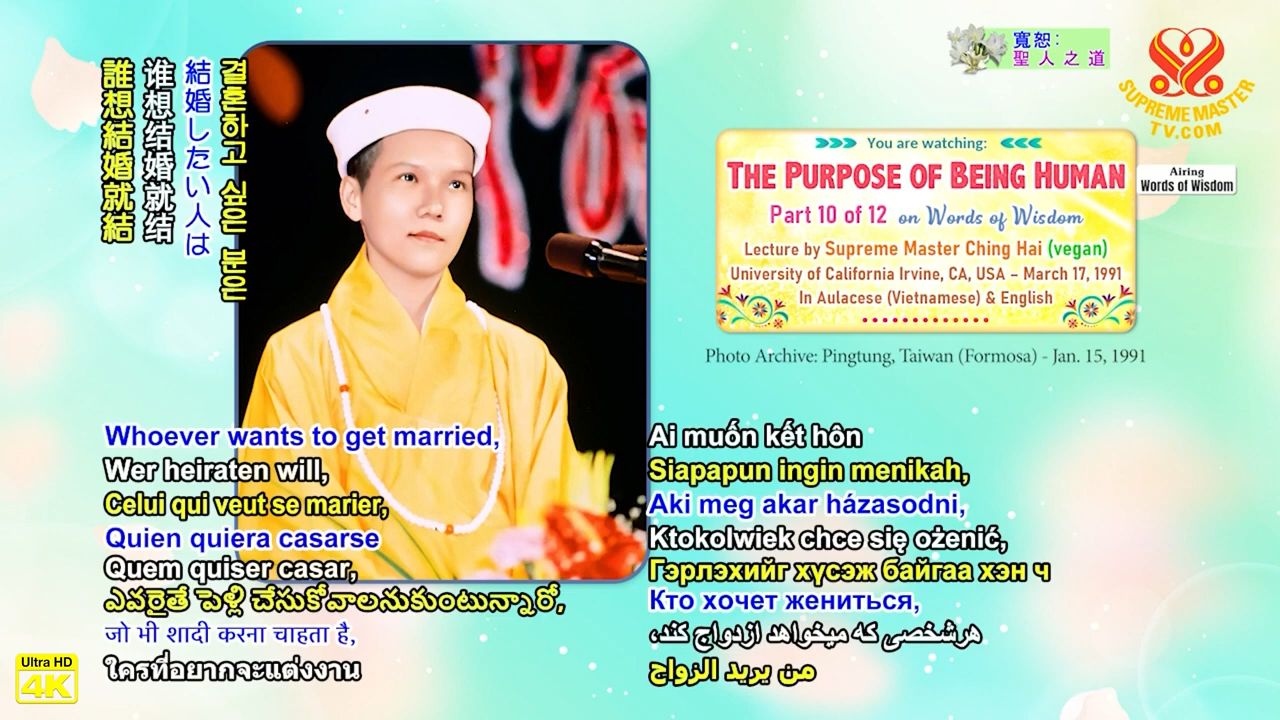 結婚したい人は
결혼하고 싶은 분은
谁想结婚就结
誰想結婚就結
寬恕:
聖人之道
SUPREME MASTER
TV.COM
You are watching:
THE PURPOSE OF BEING HUMAN
Part 10 of 12 on Words of Wisdom
Lecture by Supreme Master Ching Hai (vegan)
University of California Irvine, CA, USA – March 17, 1991
In Aulacese (Vietnamese) & English
Airing
Words of Wisdom
Photo Archive: Pingtung, Taiwan (Formosa) - Jan. 15, 1991
Whoever wants to get married,
Wer heiraten will,
Celui qui veut se marier,
Quien quiera casarse
Quem quiser casar,
ఎవరైతే పెళ్లి చేసుకోవాలనుకుంటున్నారో,
जो भी शादी करना चाहता है,
ใครที่อยากจะแต่งงาน
Ai muốn kết hôn
Siapapun ingin menikah,
Aki meg akar házasodni,
Ktokolwiek chce się ożenić,
Гэрлэхийг хүсэж байгаа хэн ч
Кто хочет жениться,
هرشخصی که میخواهد ازدواج کند،
من يريد الزواج
Ultra HD
4K